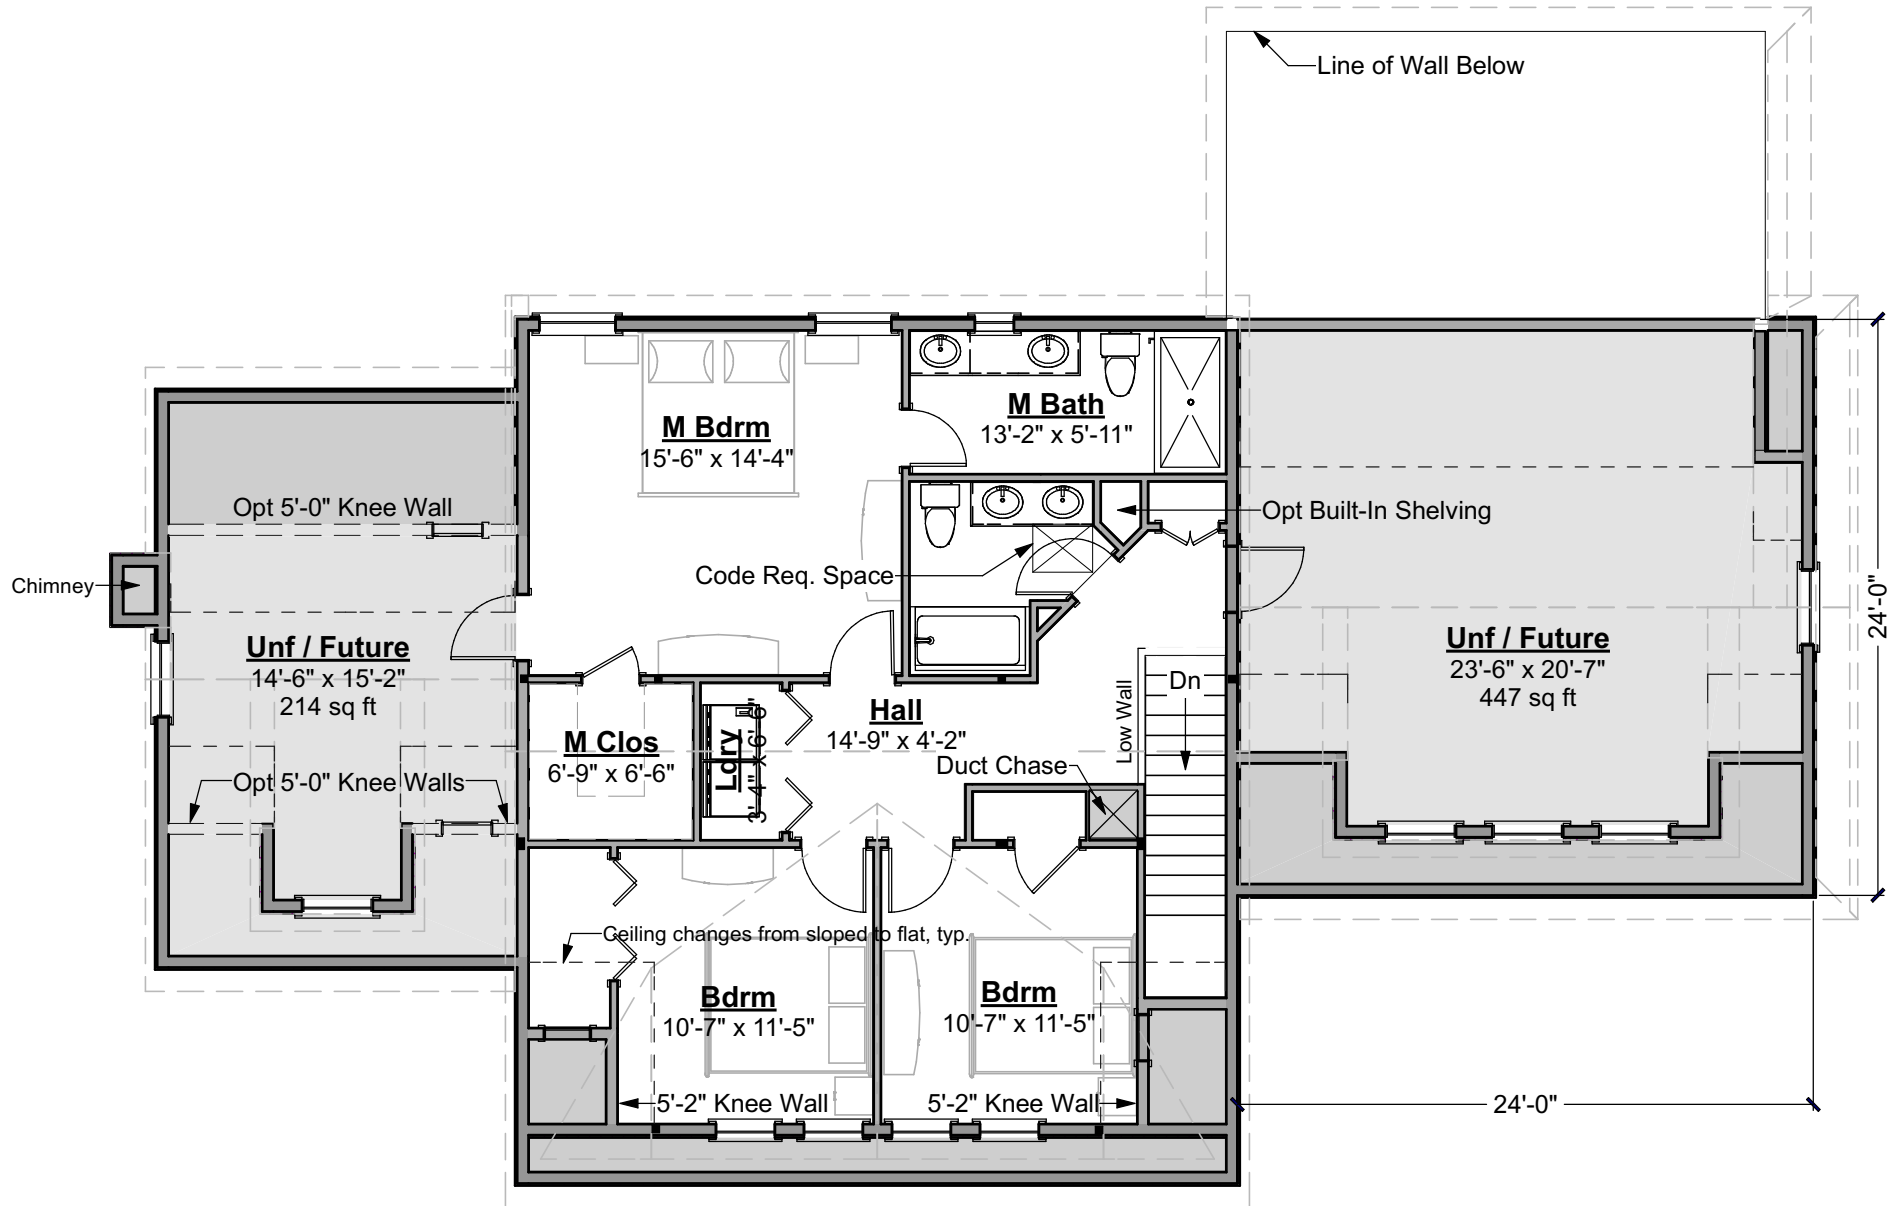 Line of Wall Below
M Bdrm
15'-6" x 14'-4"
M Bath
13'-2" x 5'-11"
Opt 5'-0" Knee Wall
Opt Built-In Shelving
Code Req. Space
Chimney
Unf / Future
14'-6" x 15'-2"
214 sq ft
Unf / Future
23'-6" x 20'-7"
447 sq ft
24'-0"
Dn
Low Wall
Hall
14'-9" x 4'-2"
M Clos
6'-9" x 6'-6"
Ldry
3'-4" x 6'-6"
Duct Chase
Opt 5'-0" Knee Walls
Ceiling changes from sloped to flat, typ.
Bdrm
10'-7" x 11'-5"
Bdrm
10'-7" x 11'-5"
5'-2" Knee Wall
5'-2" Knee Wall
24'-0"